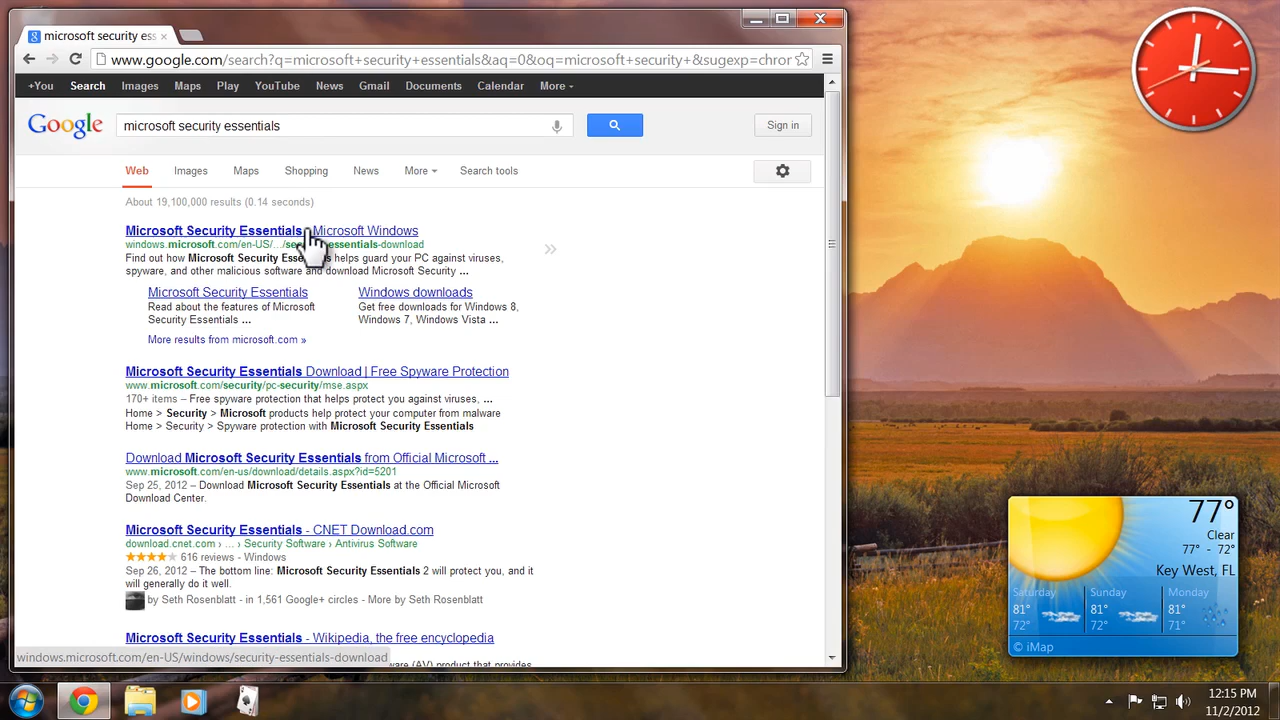 microsoft security ess
www.google.com/search?q=microsoft+security+essentials&aq=0&oq=microsoft+security+&sugexp=chror
+You Search Images Maps Play YouTube News Gmail Documents Calendar More
Google microsoft security essentials Sign in
Web Images Maps Shopping News More Search tools
About 19,100,000 results (0.14 seconds)
Microsoft Security Essentials Microsoft Windows
windows.microsoft.com/en-US/.../ essentials-download
Find out how Microsoft Security helps guard your PC against viruses,
spyware, and other malicious software and download Microsoft Security ...
Microsoft Security Essentials
Read about the features of Microsoft
Security Essentials ...
Windows downloads
Get free downloads for Windows 8,
Windows 7, Windows Vista ...
More results from microsoft.com »
Microsoft Security Essentials Download | Free Spyware Protection
www.microsoft.com/security/pc-security/mse.aspx
170+ items – Free spyware protection that helps protect you against viruses, ...
Home > Security > Microsoft products help protect your computer from malware
Home > Security > Spyware protection with Microsoft Security Essentials
Download Microsoft Security Essentials from Official Microsoft ...
www.microsoft.com/en-us/download/details.aspx?id=5201
Sep 25, 2012 – Download Microsoft Security Essentials at the Official Microsoft
Download Center.
Microsoft Security Essentials - CNET Download.com
download.cnet.com › ... › Security Software › Antivirus Software
616 reviews - Windows
Sep 26, 2012 – The bottom line: Microsoft Security Essentials 2 will protect you, and it
will generally do it well.
by Seth Rosenblatt - in 1,561 Google+ circles - More by Seth Rosenblatt
Microsoft Security Essentials - Wikipedia, the free encyclopedia
(AV) product that provides
windows.microsoft.com/en-US/windows/security-essentials-download
77°
Clear
77° - 72°
Key West, FL
Saturday Sunday Monday
81° 81° 81°
72° 72° 71°
© iMap
12:15 PM
11/2/2012